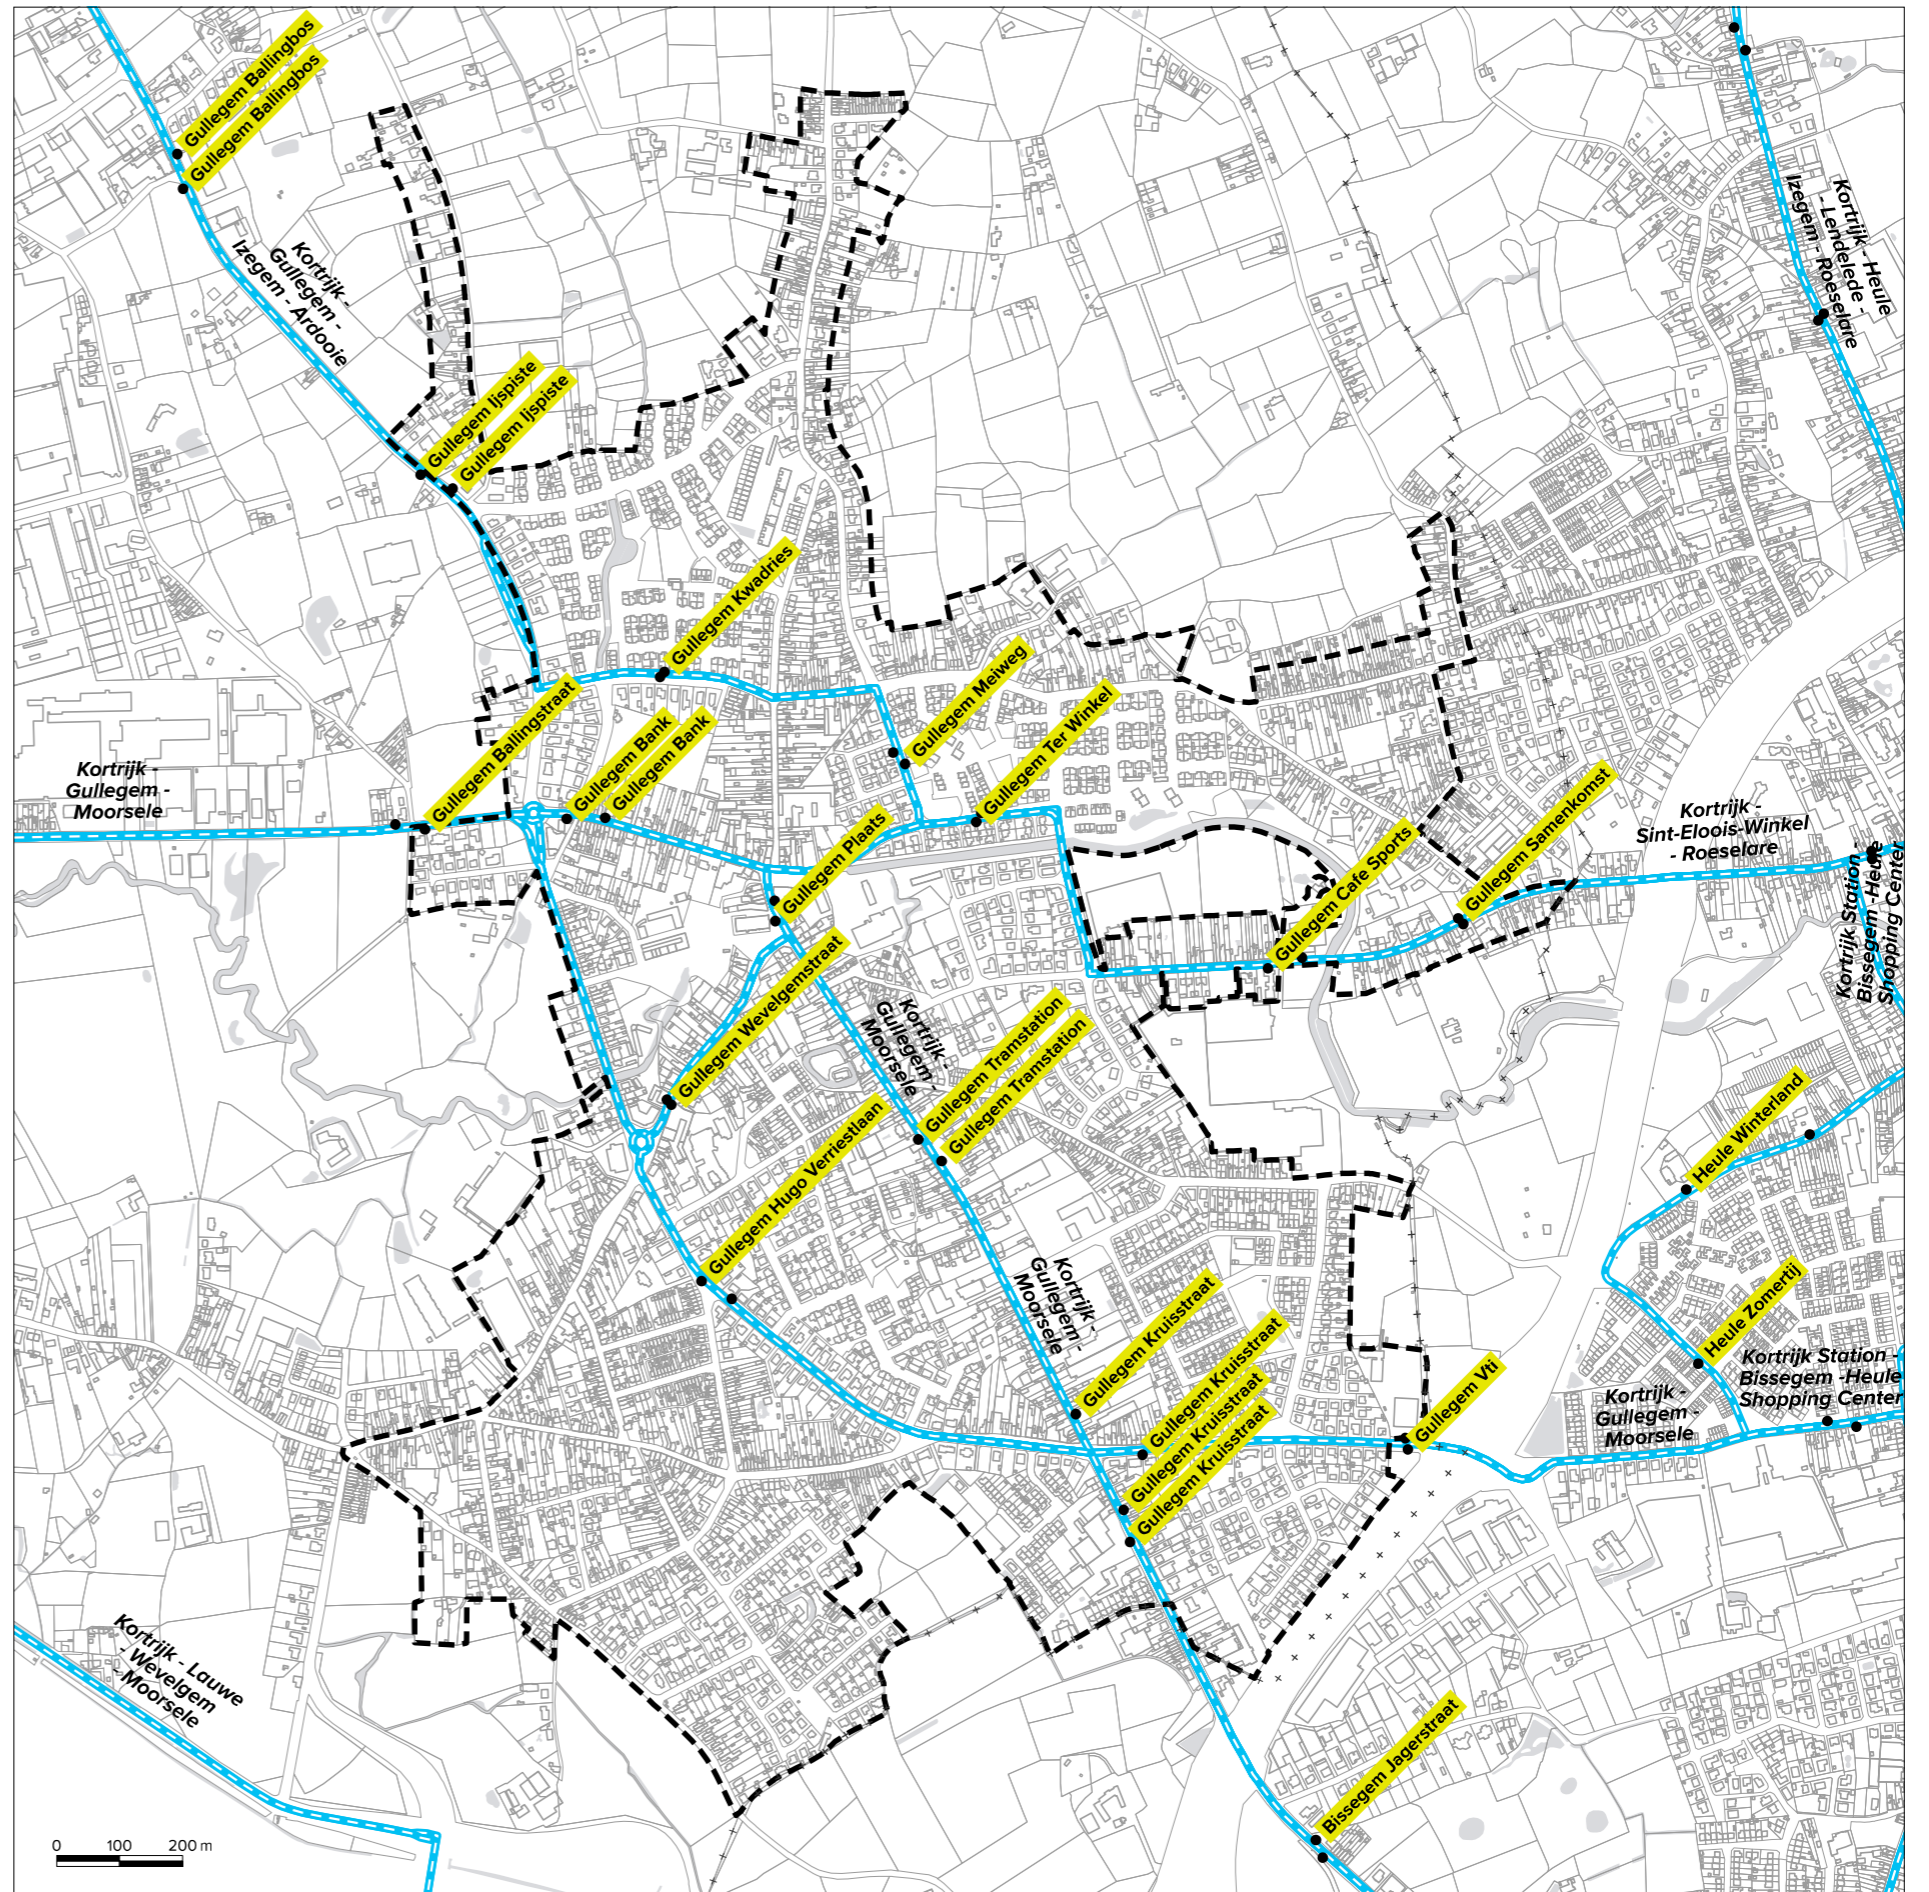 Gullegem Ballingbos
Gullegem Ballingbos
Kortrijk -
Gullegem -
Izegem - Ardooie
Kortrijk - Heule
- Lendelede -
Izegem - Roeselare
Gullegem Ijspiste
Gullegem Ijspiste
Gullegem Kwadries
Gullegem Meiweg
Gullegem Ter Winkel
Gullegem Ballingstraat
Gullegem Bank
Gullegem Bank
Kortrijk -
Gullegem -
Moorsele
Gullegem Plaats
Gullegem Cafe Sports
Gullegem Samenkomst
Kortrijk -
Sint-Eloois-Winkel
- Roeselare
Kortrijk Station -
Bissegem -Heule
Shopping Center
Gullegem Wevelgemstraat
Kortrijk -
Gullegem -
Moorsele
Gullegem Tramstation
Gullegem Tramstation
Gullegem Hugo Verriestlaan
Heule Winterland
Kortrijk -
Gullegem -
Moorsele
Gullegem Kruisstraat
Gullegem Kruisstraat
Gullegem Kruisstraat
Gullegem Kruisstraat
Gullegem Vti
Heule Zomertij
Kortrijk Station -
Bissegem -Heule
Shopping Center
Kortrijk -
Gullegem -
Moorsele
Kortrijk - Lauwe
- Wevelgem
- Moorsele
Bissegem Jagerstraat
0 100 200 m